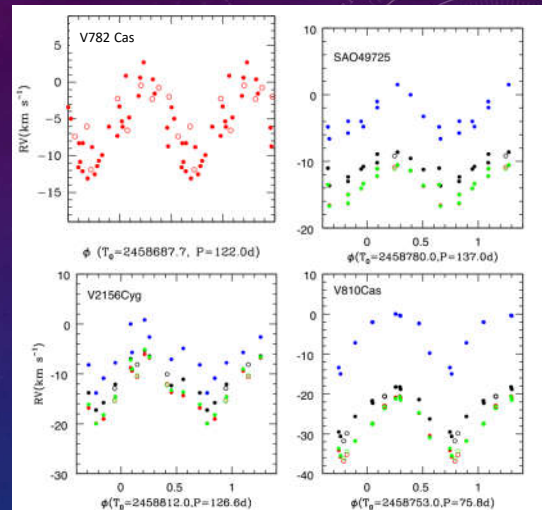 V782 Cas
5
0
−5
−10
−15
RV(km s⁻¹)
ϕ (T₀=2458687.7, P=122.0d)
SAO49725
10
0
−10
−20
0
1
ϕ(T₀=2458780.0,P=137.0d)
V2156Cyg
10
0
−10
−20
−30
RV(km s⁻¹)
0
0.5
1
ϕ(T₀=2458812.0,P=126.6d)
V810Cas
10
0
−10
−20
−30
−40
0
0.5
1
ϕ(T₀=2458753.0,P=75.8d)